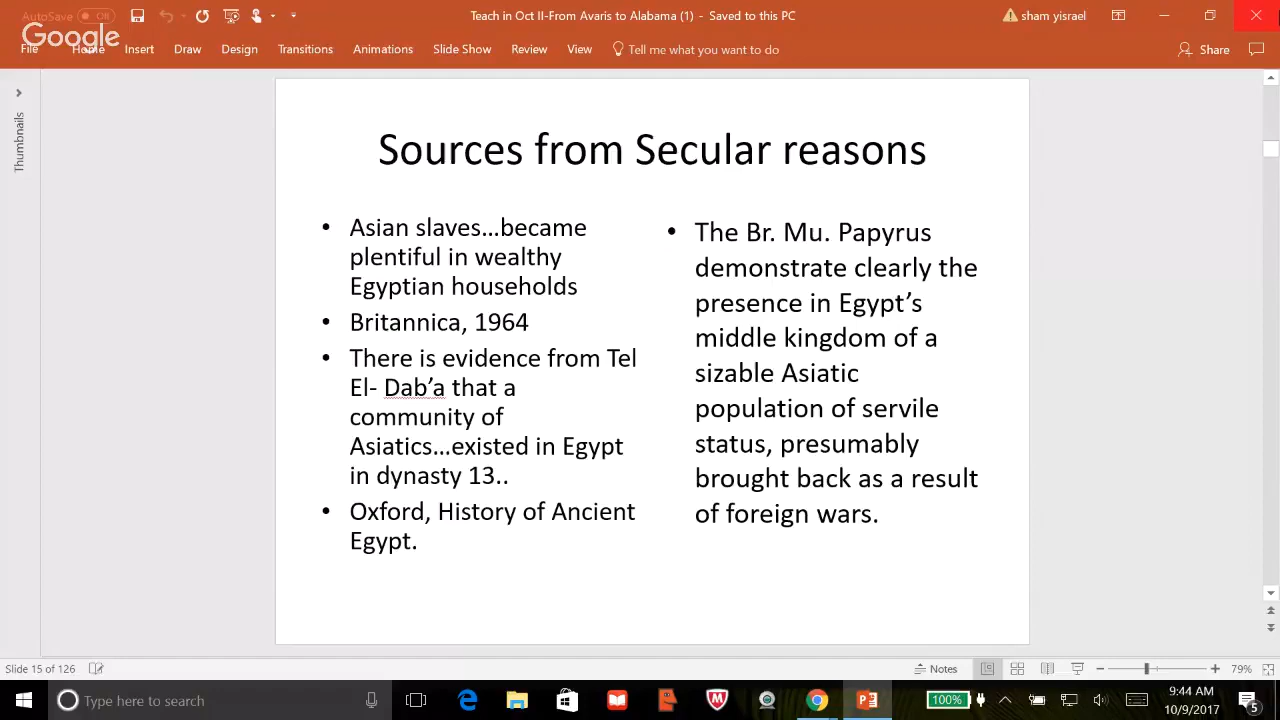 AutoSave Off
Teach in Oct II-From Avaris to Alabama (1) - Saved to this PC
sham yisrael
Google
File Home Insert Draw Design Transitions Animations Slide Show Review View Tell me what you want to do
Share
Thumbnails
Sources from Secular reasons
• Asian slaves…became
plentiful in wealthy
Egyptian households
• Britannica, 1964
• There is evidence from Tel
El- Dab’a that a
community of
Asiatics…existed in Egypt
in dynasty 13..
• Oxford, History of Ancient
Egypt.
• The Br. Mu. Papyrus
demonstrate clearly the
presence in Egypt’s
middle kingdom of a
sizable Asiatic
population of servile
status, presumably
brought back as a result
of foreign wars.
Slide 15 of 126
Notes
79%
Type here to search
100%
9:44 AM
10/9/2017
5